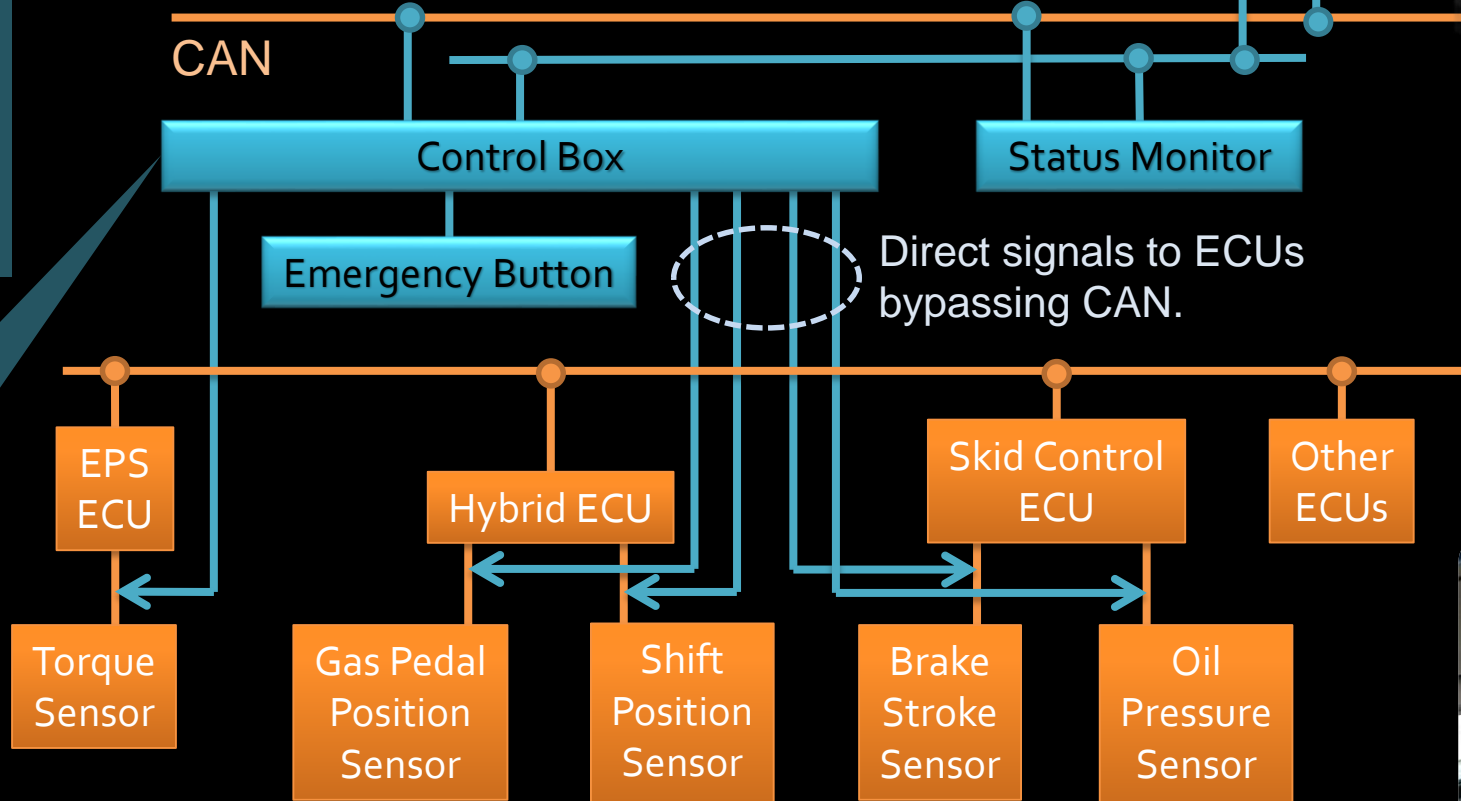 CAN
Control Box
Status Monitor
Emergency Button
Direct signals to ECUs
bypassing CAN.
EPS
ECU
Hybrid ECU
Skid Control
ECU
Other
ECUs
Torque
Sensor
Gas Pedal
Position
Sensor
Shift
Position
Sensor
Brake
Stroke
Sensor
Oil
Pressure
Sensor